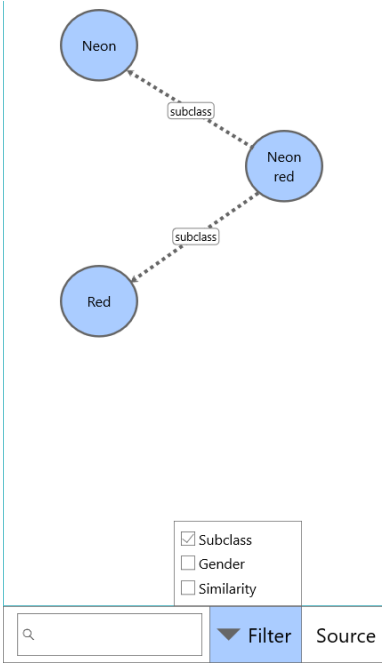 Neon
subclass
Neon
red
subclass
Red
Subclass
Gender
Similarity
Filter
Source